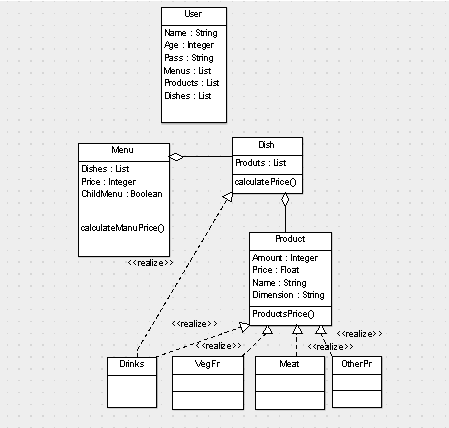 User
Name : String
Age : Integer
Pass : String
Menus : List
Products : List
Dishes : List
Menu
Dishes : List
Price : Integer
ChildMenu : Boolean
calculateManuPrice()
Dish
Produts : List
calculatePrice()
Product
Amount : Integer
Price : Float
Name : String
Dimension : String
ProductsPrice()
<<realize>>
<<realize>>
<<realize>>
<<realize>>
<<realize>>
Drinks
VegFr
Meat
OtherPr